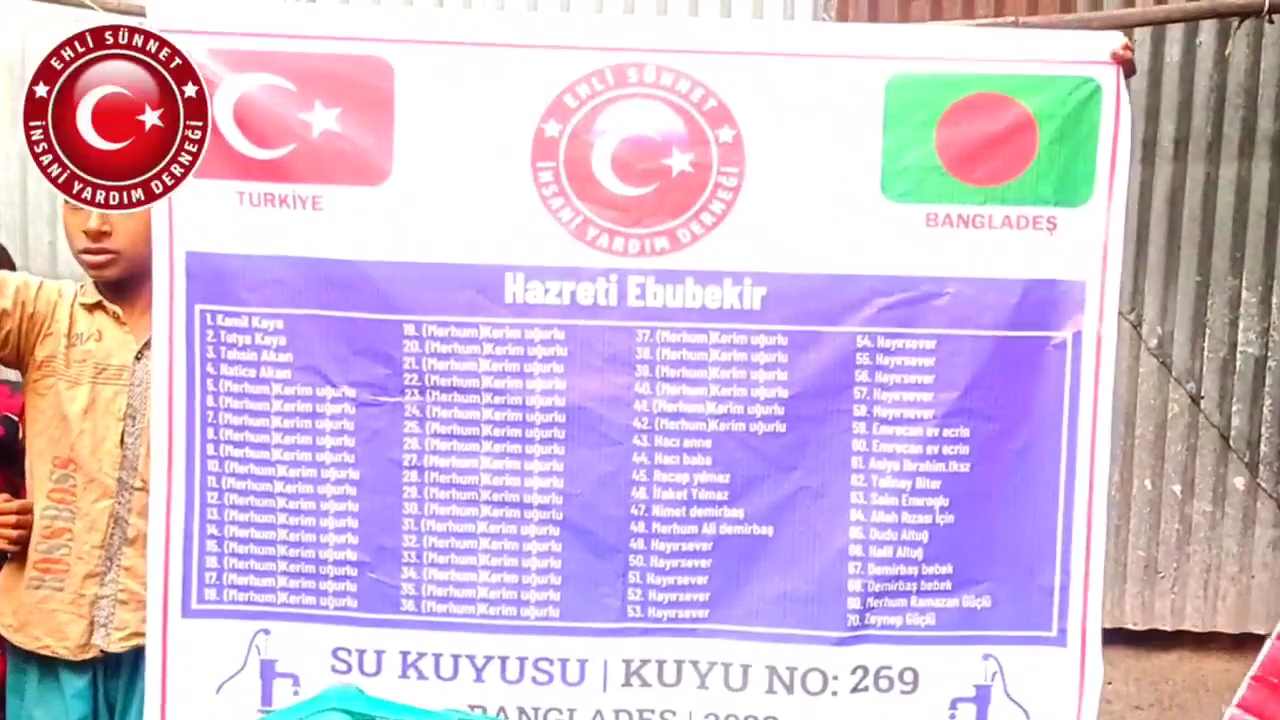 EHLİ SÜNNET
İNSANİ YARDIM DERNEĞİ
EHLİ SÜNNET
İNSANİ YARDIM DERNEĞİ
TÜRKİYE
BANGLADEŞ
Hazreti Ebubekir
1. Kamil Kaya
2. Tutya Kaya
3. Tahsin Akan
4. Hatice Akan
5. (Merhum)Kerim uğurlu
6. (Merhum)Kerim uğurlu
7. (Merhum)Kerim uğurlu
8. (Merhum)Kerim uğurlu
9. (Merhum)Kerim uğurlu
10. (Merhum)Kerim uğurlu
11. (Merhum)Kerim uğurlu
12. (Merhum)Kerim uğurlu
13. (Merhum)Kerim uğurlu
14. (Merhum)Kerim uğurlu
15. (Merhum)Kerim uğurlu
16. (Merhum)Kerim uğurlu
17. (Merhum)Kerim uğurlu
18. (Merhum)Kerim uğurlu
19. (Merhum)Kerim uğurlu
20. (Merhum)Kerim uğurlu
21. (Merhum)Kerim uğurlu
22. (Merhum)Kerim uğurlu
23. (Merhum)Kerim uğurlu
24. (Merhum)Kerim uğurlu
25. (Merhum)Kerim uğurlu
26. (Merhum)Kerim uğurlu
27. (Merhum)Kerim uğurlu
28. (Merhum)Kerim uğurlu
29. (Merhum)Kerim uğurlu
30. (Merhum)Kerim uğurlu
31. (Merhum)Kerim uğurlu
32. (Merhum)Kerim uğurlu
33. (Merhum)Kerim uğurlu
34. (Merhum)Kerim uğurlu
35. (Merhum)Kerim uğurlu
36. (Merhum)Kerim uğurlu
37. (Merhum)Kerim uğurlu
38. (Merhum)Kerim uğurlu
39. (Merhum)Kerim uğurlu
40. (Merhum)Kerim uğurlu
41. (Merhum)Kerim uğurlu
42. (Merhum)Kerim uğurlu
43. Hacı anne
44. Hacı baba
45. Recep yılmaz
46. İfaket Yılmaz
47. Nimet demirbaş
48. Merhum Ali demirbaş
49. Hayırsever
50. Hayırsever
51. Hayırsever
52. Hayırsever
53. Hayırsever
54. Hayırsever
55. Hayırsever
56. Hayırsever
57. Hayırsever
58. Hayırsever
59. Emrecan ev ecrin
60. Emrecan ev ecrin
61. Asiye İbrahim.
62. Biter
63. Saim Emiroglu
64. Allah Rızası İçin
65. Dudu Altuğ
66. Halil Altuğ
67. Demirbaş bebek
68. Demirbaş bebek
69. Merhum Ramazan Güçlü
70. Zeynep Güçlü
SU KUYUSU | KUYU NO: 269
BANGLADEŞ |
ROSSBOSS